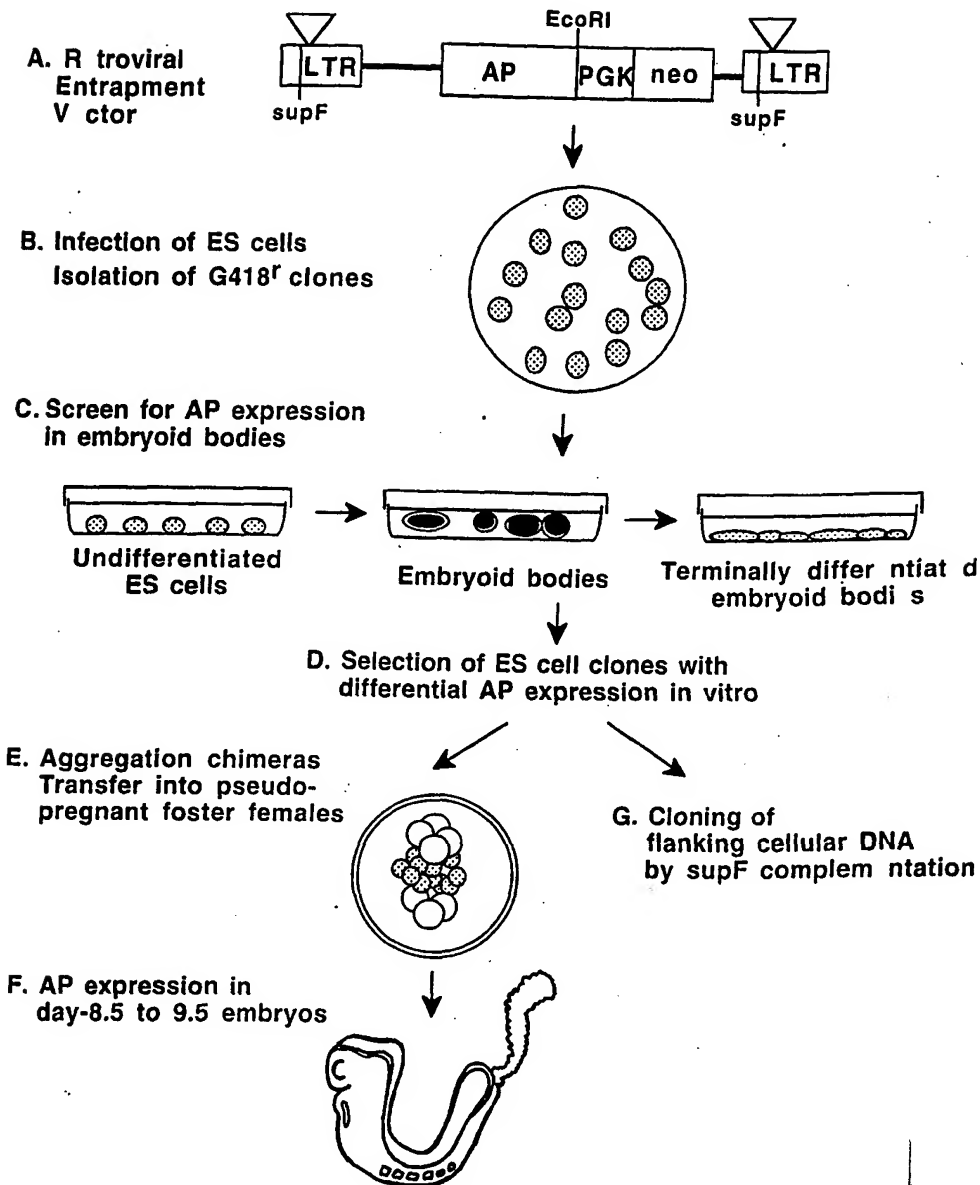 EcoRI
A. R troviral
Entrapment
V ctor
LTR
AP
PGK
neo
LTR
supF
supF
B. Infection of ES cells
Isolation of G418r clones
C. Screen for AP expression
in embryoid bodies
Undifferentiated
ES cells
Embryoid bodies
Terminally differ ntiat d
embryoid bodi s
D. Selection of ES cell clones with
differential AP expression in vitro
E. Aggregation chimeras
Transfer into pseudo-
pregnant foster females
G. Cloning of
flanking cellular DNA
by supF complem ntation
F. AP expression in
day-8.5 to 9.5 embryos